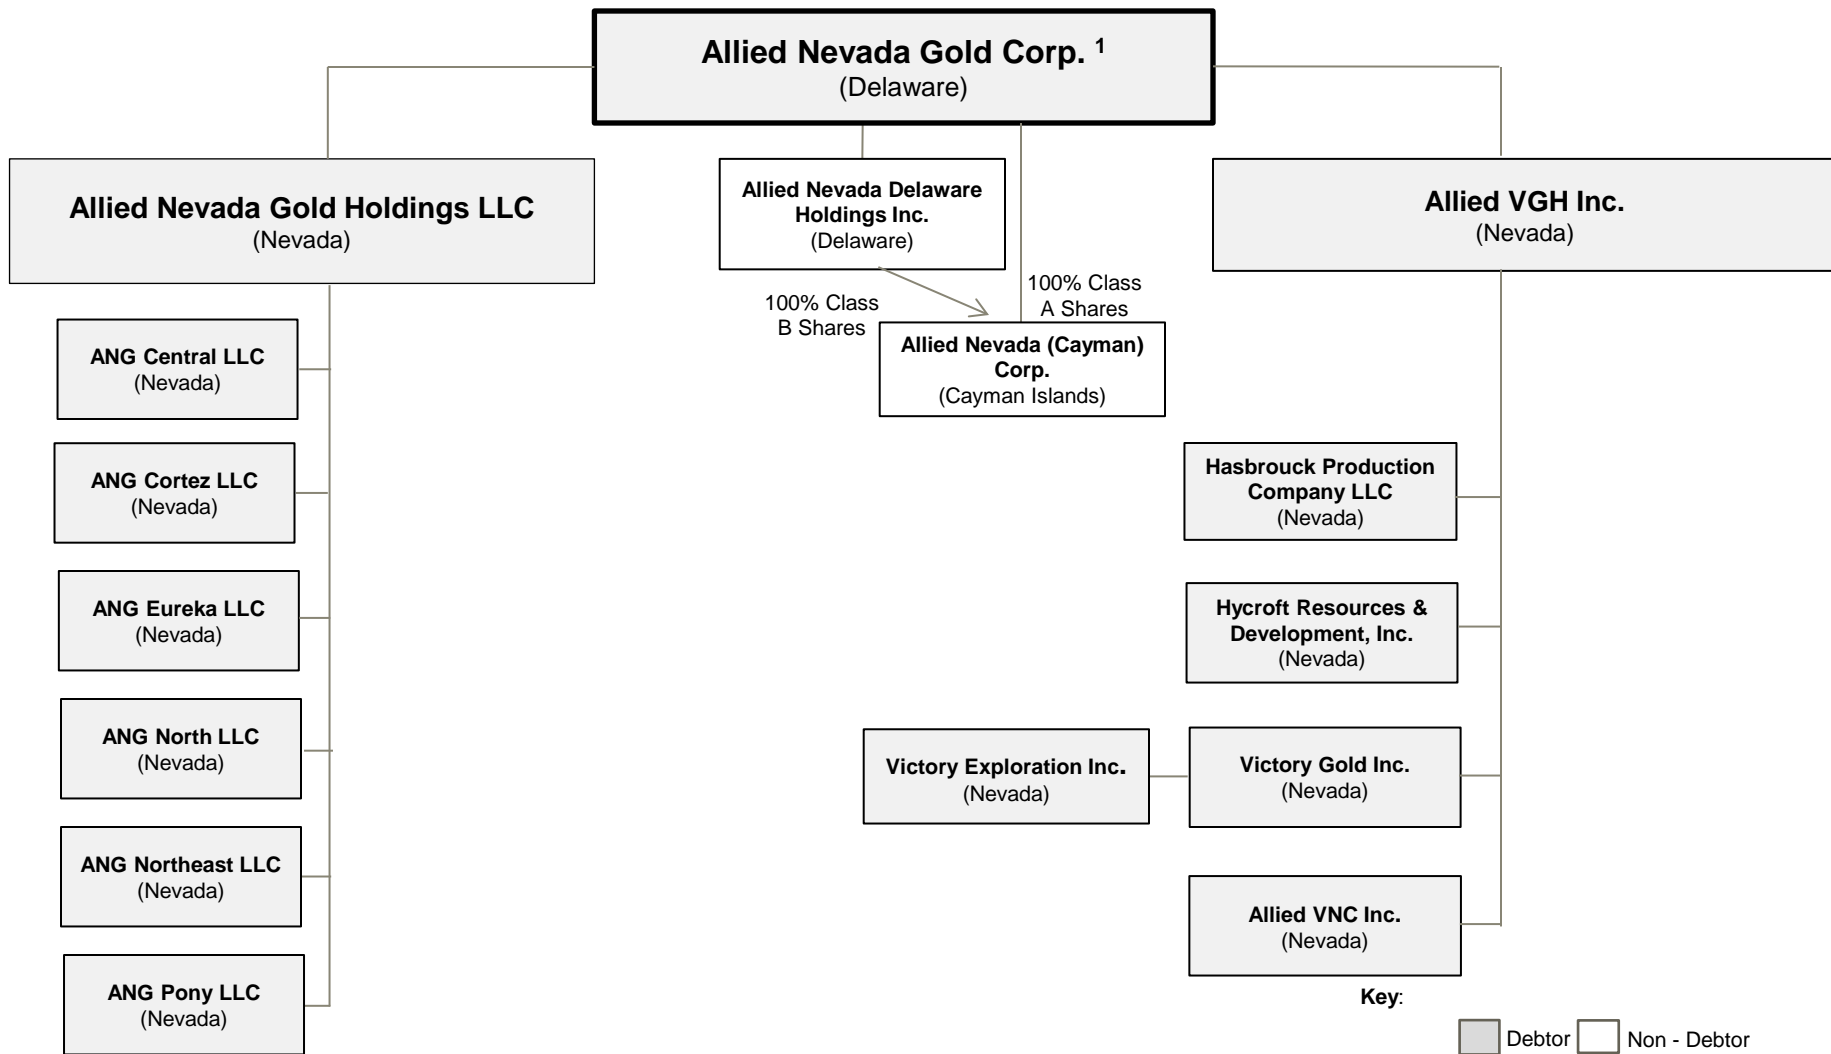 Allied Nevada Gold Corp. 1
(Delaware)
Allied Nevada Gold Holdings LLC
(Nevada)
Allied Nevada Delaware
Holdings Inc.
(Delaware)
Allied VGH Inc.
(Nevada)
100% Class
B Shares
100% Class
A Shares
Allied Nevada (Cayman)
Corp.
(Cayman Islands)
ANG Central LLC
(Nevada)
ANG Cortez LLC
(Nevada)
ANG Eureka LLC
(Nevada)
ANG North LLC
(Nevada)
ANG Northeast LLC
(Nevada)
ANG Pony LLC
(Nevada)
Hasbrouck Production
Company LLC
(Nevada)
Hycroft Resources &
Development, Inc.
(Nevada)
Victory Exploration Inc.
(Nevada)
Victory Gold Inc.
(Nevada)
Allied VNC Inc.
(Nevada)
Key:
Debtor
Non - Debtor